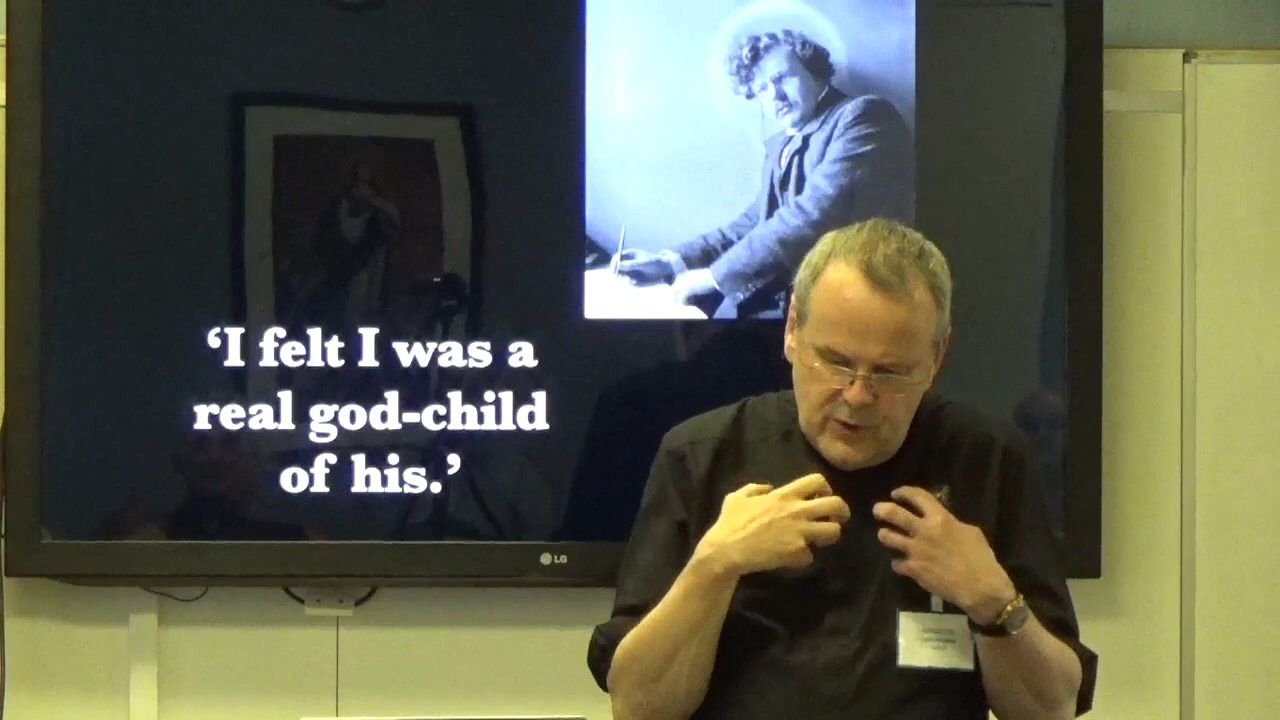 ‘I felt I was a
real god-child
of his.’
LG